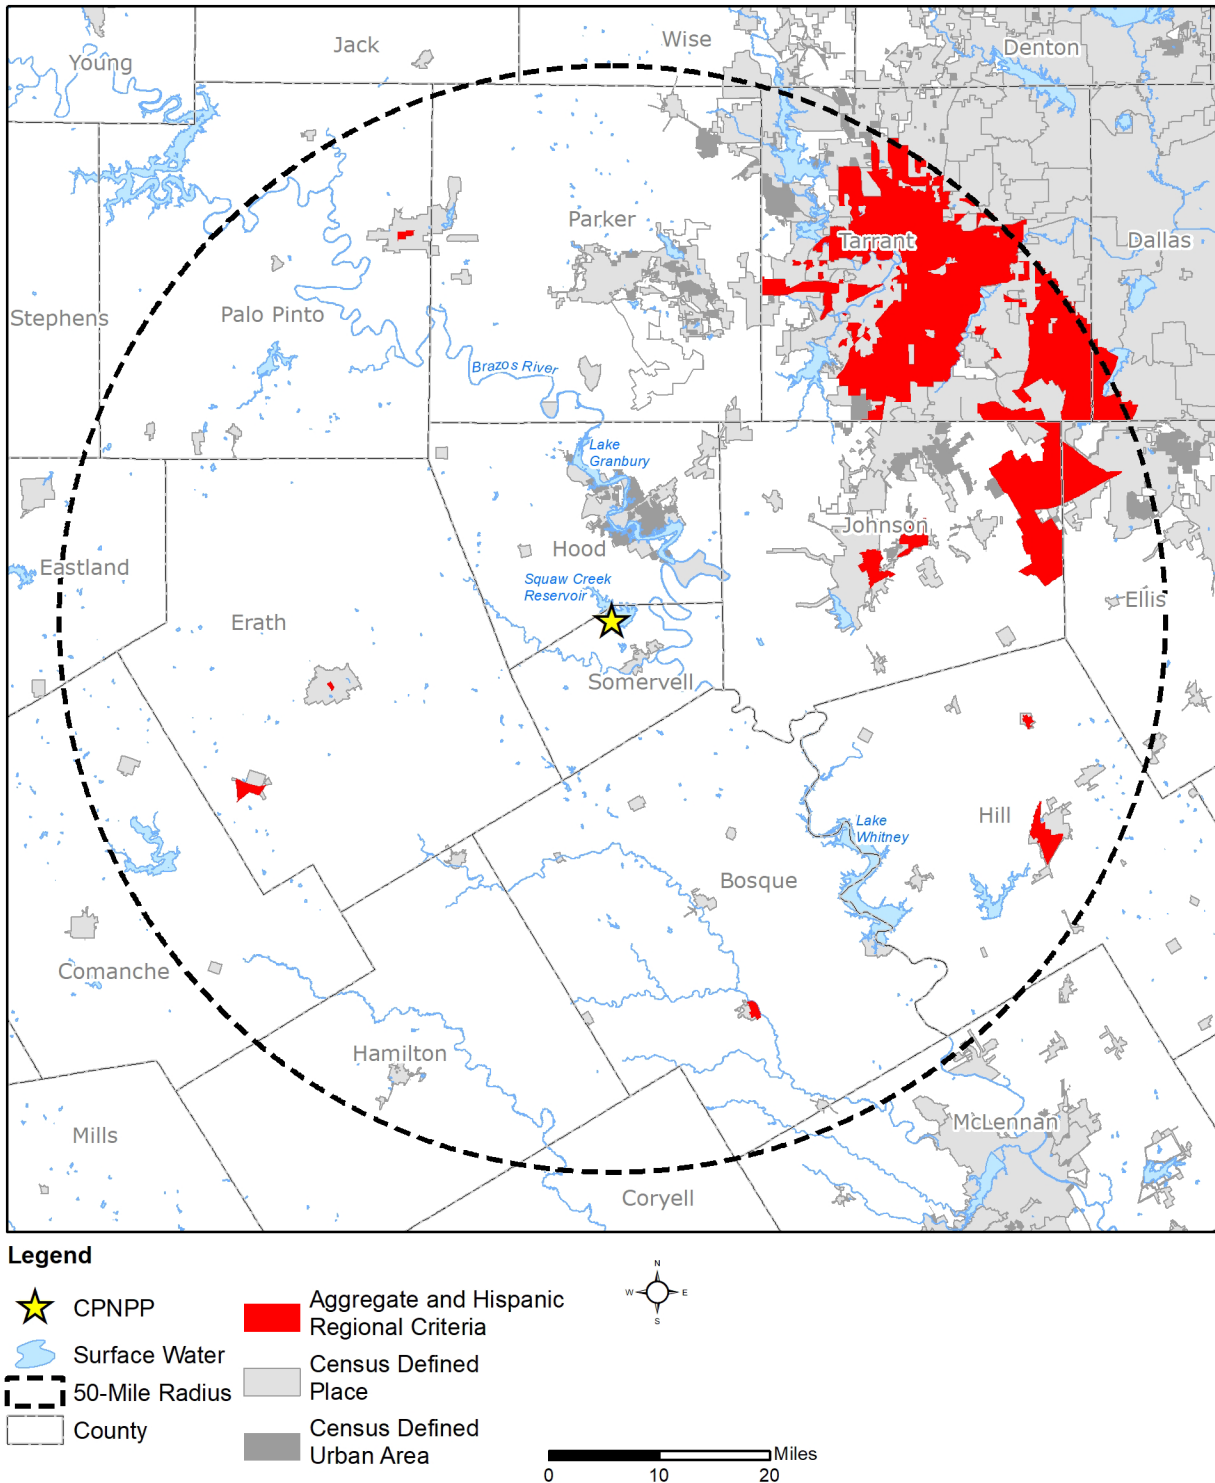 Jack
Wise
Denton
Young
Parker
Tarrant
Dallas
Stephens
Palo Pinto
Brazos River
Lake
Granbury
Johnson
Hood
Eastland
Squaw Creek
Reservoir
Ellis
Erath
Somervell
Hill
Lake
Whitney
Bosque
Comanche
Hamilton
McLennan
Mills
Coryell
Legend
CPNPP
Surface Water
50-Mile Radius
County
Aggregate and Hispanic
Regional Criteria
Census Defined
Place
Census Defined
Urban Area
N
W
E
S
Miles
0
10
20